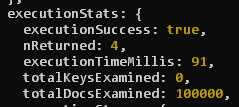 executionStats: {
executionSuccess: true,
nReturned: 4,
executionTimeMillis: 91,
totalKeysExamined: 0,
totalDocsExamined: 100000,